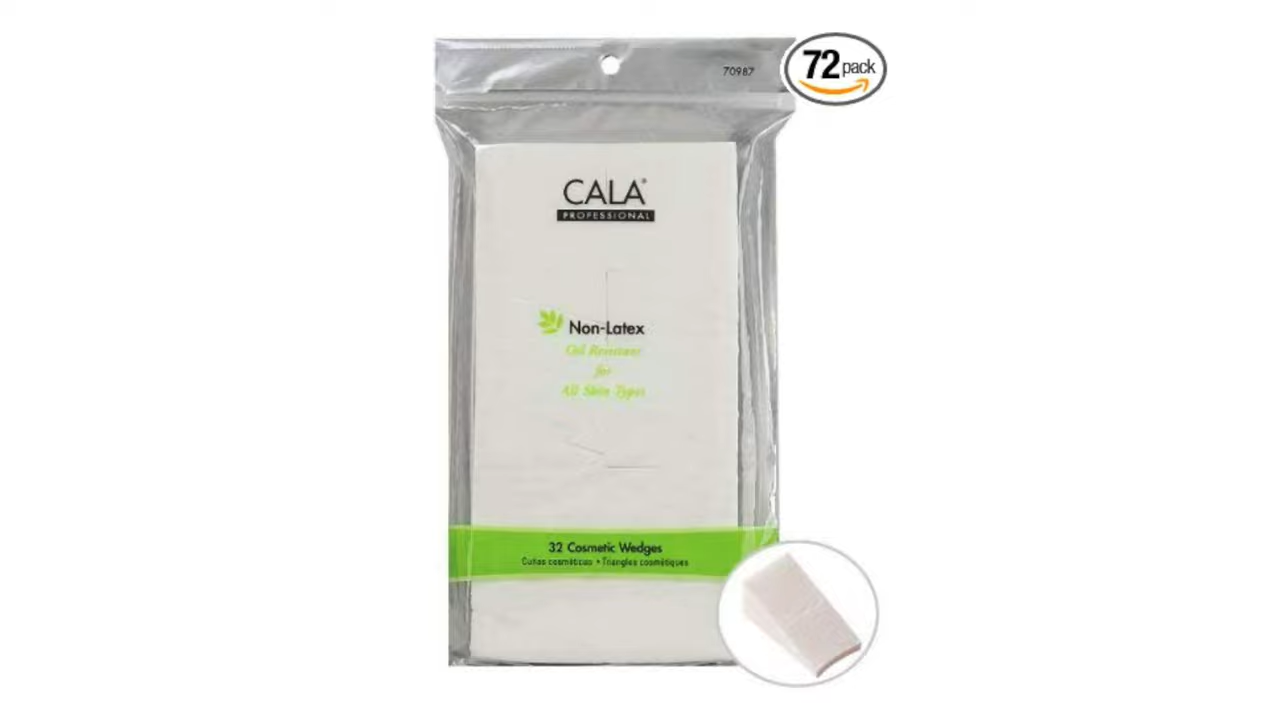 70987
72 pack
CALA®
PROFESSIONAL
Non-Latex
Oil Resistant
for
All Skin Types
32 Cosmetic Wedges
Cuñas cosméticas • Triangles cosmétiques